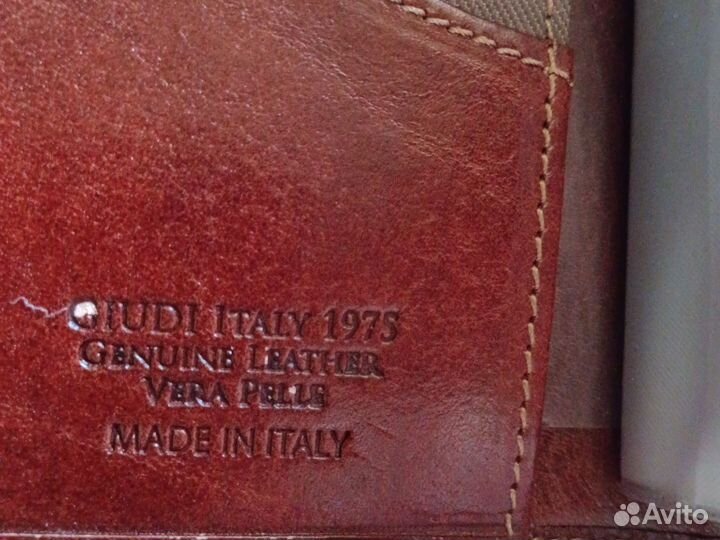 GIUDI ITALY 1975
GENUINE LEATHER
VERA PELLE
MADE IN ITALY
Avito